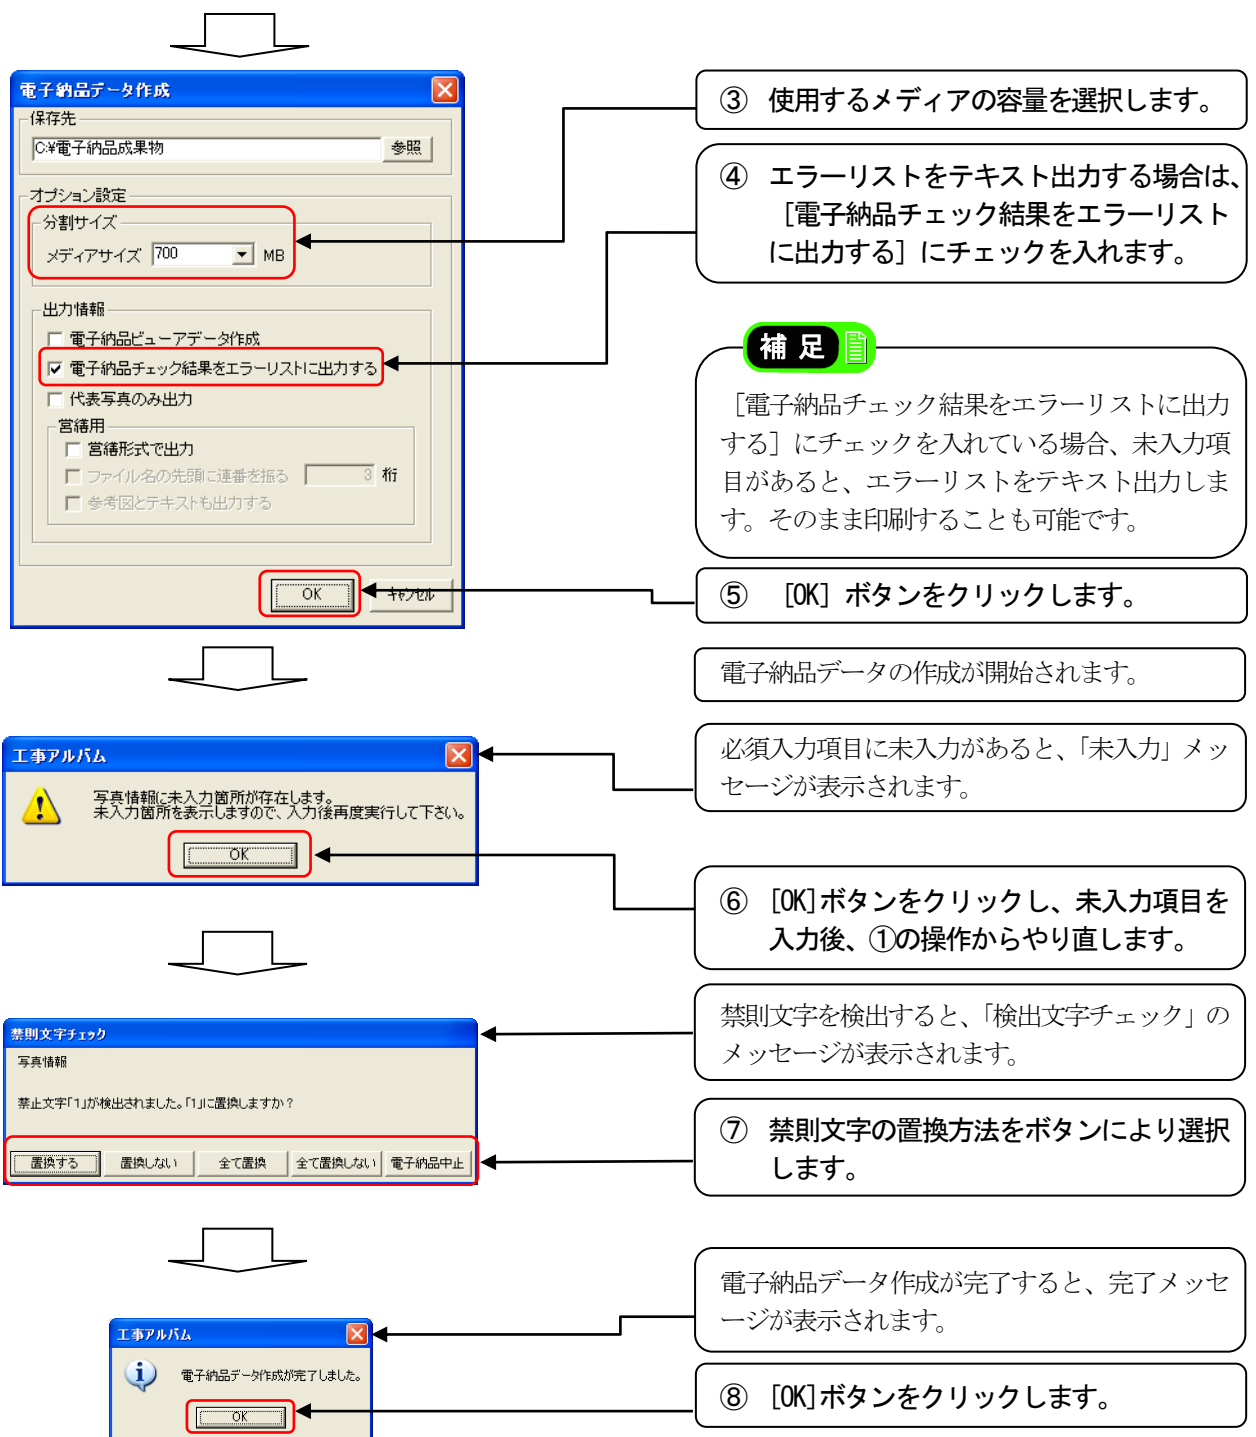 電子納品データ作成
保存先
C:¥電子納品成果物
参照
オプション設定
分割サイズ
メディアサイズ 700 MB
出力情報
電子納品ビューアデータ作成
電子納品チェック結果をエラーリストに出力する
代表写真のみ出力
営繕用
営繕形式で出力
ファイル名の先頭に連番を振る 3 桁
参考図とテキストも出力する
OK
キャンセル
③ 使用するメディアの容量を選択します。
④ エラーリストをテキスト出力する場合は、
［電子納品チェック結果をエラーリスト
に出力する］にチェックを入れます。
補足
［電子納品チェック結果をエラーリストに出力
する］にチェックを入れている場合、未入力項
目があると、エラーリストをテキスト出力しま
す。そのまま印刷することも可能です。
⑤ ［OK］ボタンをクリックします。
電子納品データの作成が開始されます。
工事アルバム
写真情報に未入力箇所が存在します。
未入力箇所を表示しますので、入力後再度実行して下さい。
OK
必須入力項目に未入力があると、「未入力」メッ
セージが表示されます。
⑥ [OK]ボタンをクリックし、未入力項目を
入力後、①の操作からやり直します。
禁則文字チェック
写真情報
禁止文字「1」が検出されました。「1」に置換しますか？
置換する
置換しない
全て置換
全て置換しない
電子納品中止
禁則文字を検出すると、「検出文字チェック」の
メッセージが表示されます。
⑦ 禁則文字の置換方法をボタンにより選択
します。
工事アルバム
電子納品データ作成が完了しました。
OK
電子納品データ作成が完了すると、完了メッセ
ージが表示されます。
⑧ [OK]ボタンをクリックします。